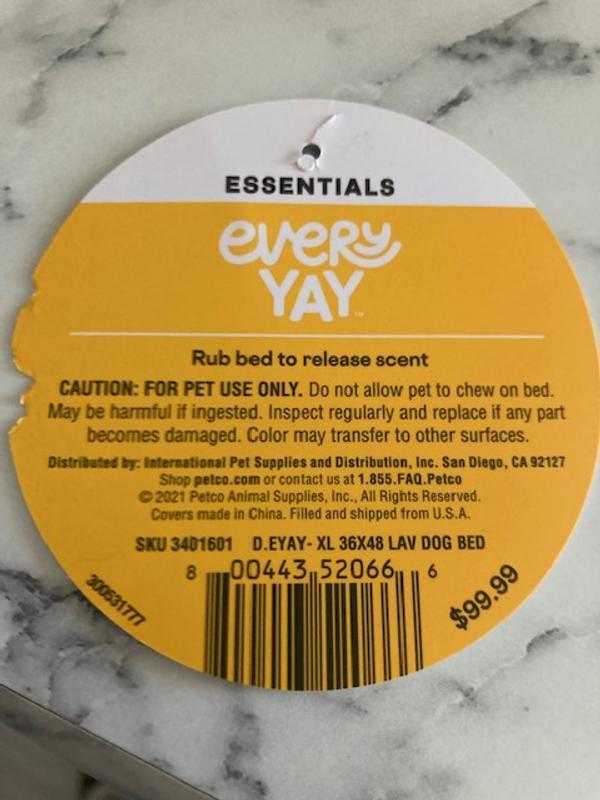 ESSENTIALS
every
YAY™
Rub bed to release scent
CAUTION: FOR PET USE ONLY. Do not allow pet to chew on bed.
May be harmful if ingested. Inspect regularly and replace if any part
becomes damaged. Color may transfer to other surfaces.
Distributed by: International Pet Supplies and Distribution, Inc. San Diego, CA 92127
Shop petco.com or contact us at 1.855.FAQ.Petco
© 2021 Petco Animal Supplies, Inc., All Rights Reserved.
Covers made in China. Filled and shipped from U.S.A.
SKU 3401601 D.EYAY- XL 36X48 LAV DOG BED
8 00443 52066 6
300531777
$99.99